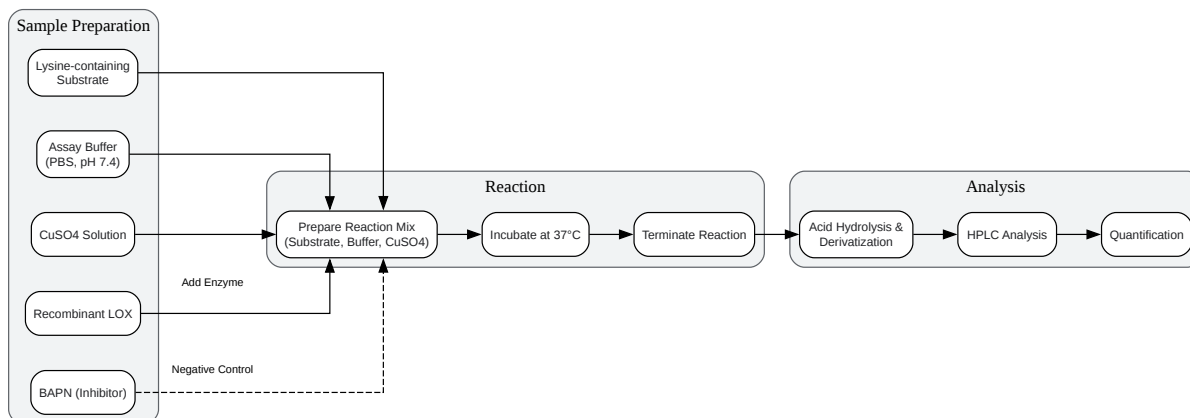 Sample Preparation
Lysine-containing
Substrate
Assay Buffer
(PBS, pH 7.4)
CuSO4 Solution
Recombinant LOX
BAPN (Inhibitor)
Add Enzyme
Negative Control
Reaction
Prepare Reaction Mix
(Substrate, Buffer, CuSO4)
Incubate at 37°C
Terminate Reaction
Analysis
Acid Hydrolysis &
Derivatization
HPLC Analysis
Quantification